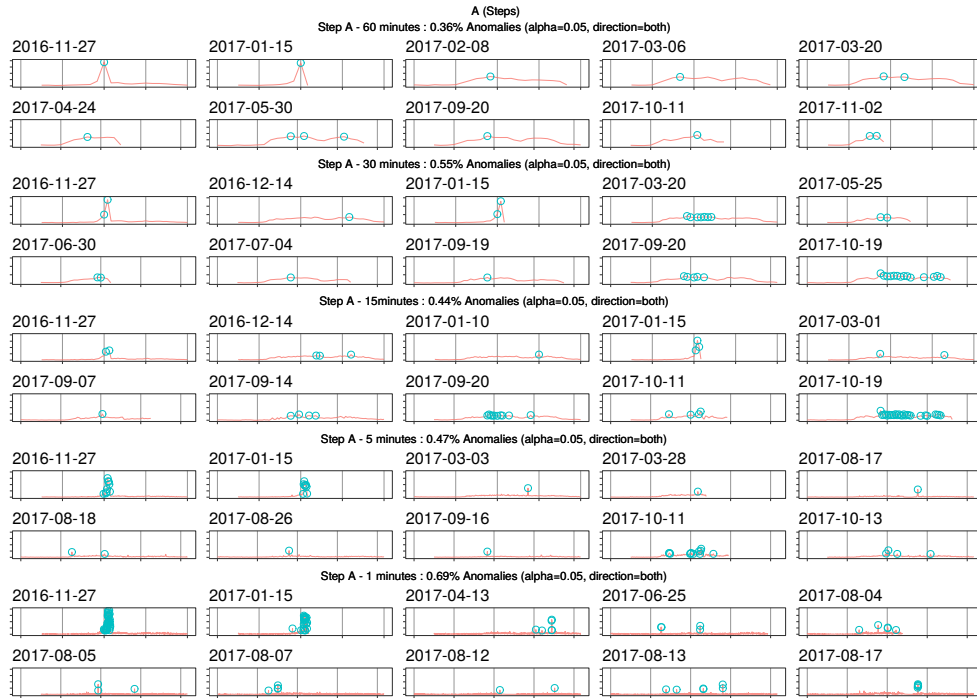 A (Steps)
Step A - 60 minutes : 0.36% Anomalies (alpha=0.05, direction=both)
2016-11-27 2017-01-15 2017-02-08 2017-03-06 2017-03-20
2017-04-24 2017-05-30 2017-09-20 2017-10-11 2017-11-02
Step A - 30 minutes : 0.55% Anomalies (alpha=0.05, direction=both)
2016-11-27 2016-12-14 2017-01-15 2017-03-20 2017-05-25
2017-06-30 2017-07-04 2017-09-19 2017-09-20 2017-10-19
Step A - 15minutes : 0.44% Anomalies (alpha=0.05, direction=both)
2016-11-27 2016-12-14 2017-01-10 2017-01-15 2017-03-01
2017-09-07 2017-09-14 2017-09-20 2017-10-11 2017-10-19
Step A - 5 minutes : 0.47% Anomalies (alpha=0.05, direction=both)
2016-11-27 2017-01-15 2017-03-03 2017-03-28 2017-08-17
2017-08-18 2017-08-26 2017-09-16 2017-10-11 2017-10-13
Step A - 1 minutes : 0.69% Anomalies (alpha=0.05, direction=both)
2016-11-27 2017-01-15 2017-04-13 2017-06-25 2017-08-04
2017-08-05 2017-08-07 2017-08-12 2017-08-13 2017-08-17